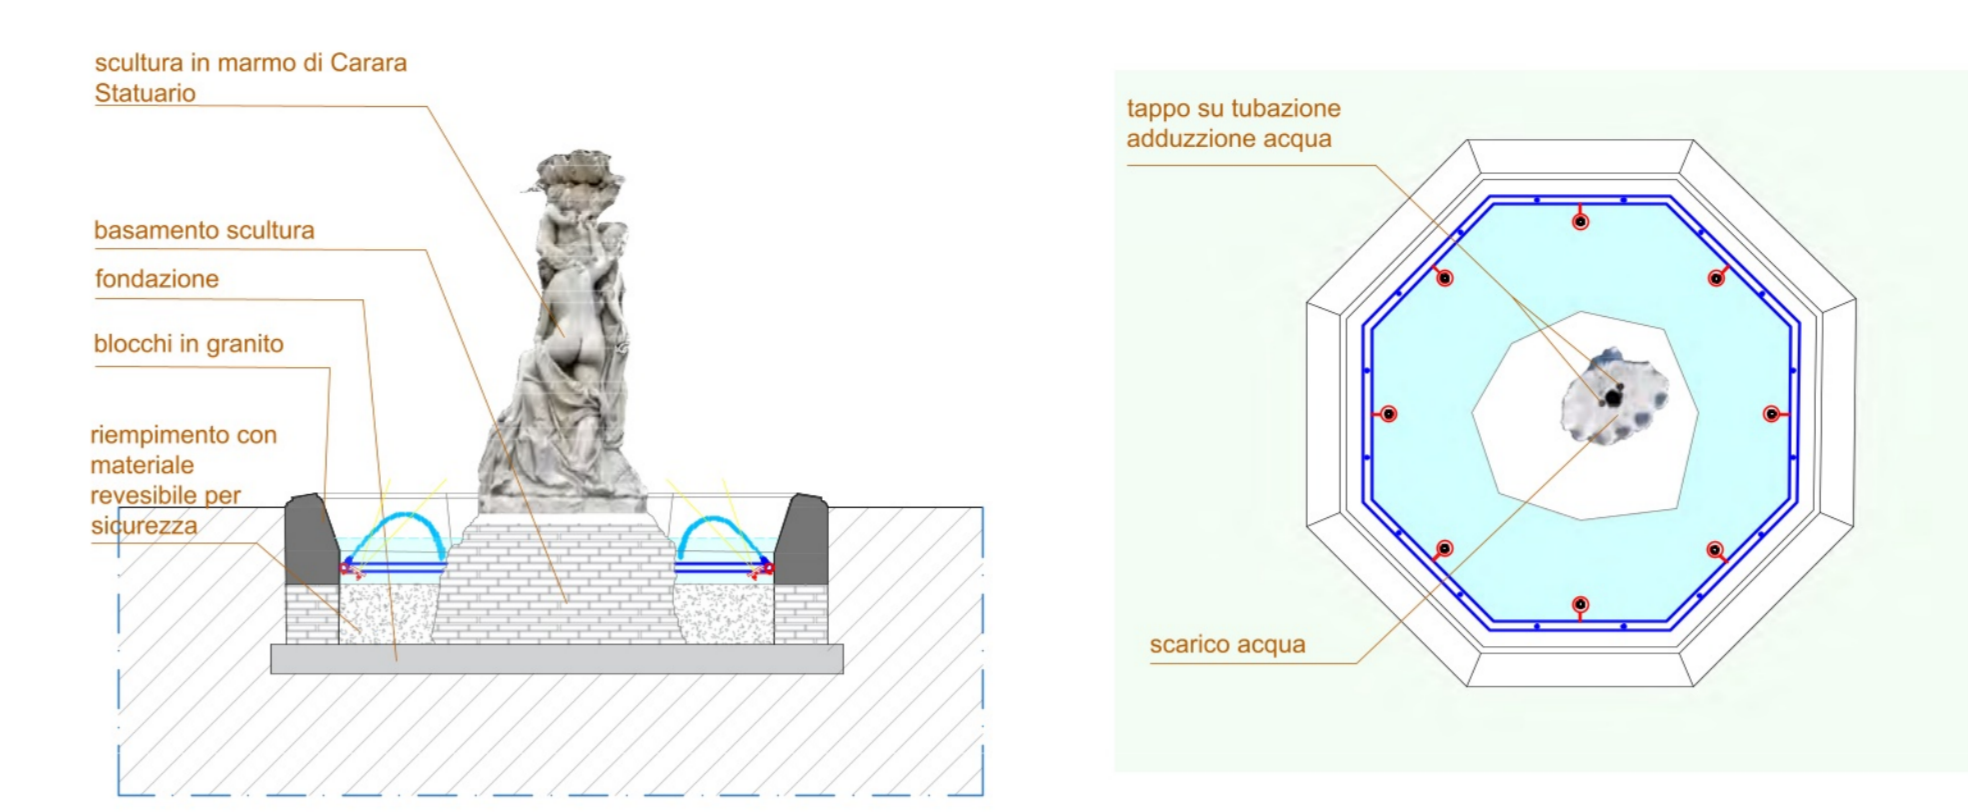 scultura in marmo di Carara
Statuario
basamento scultura
fondazione
blocchi in granito
riempimento con
materiale
revesibile per
sicurezza
tappo su tubazione
adduzzione acqua
scarico acqua